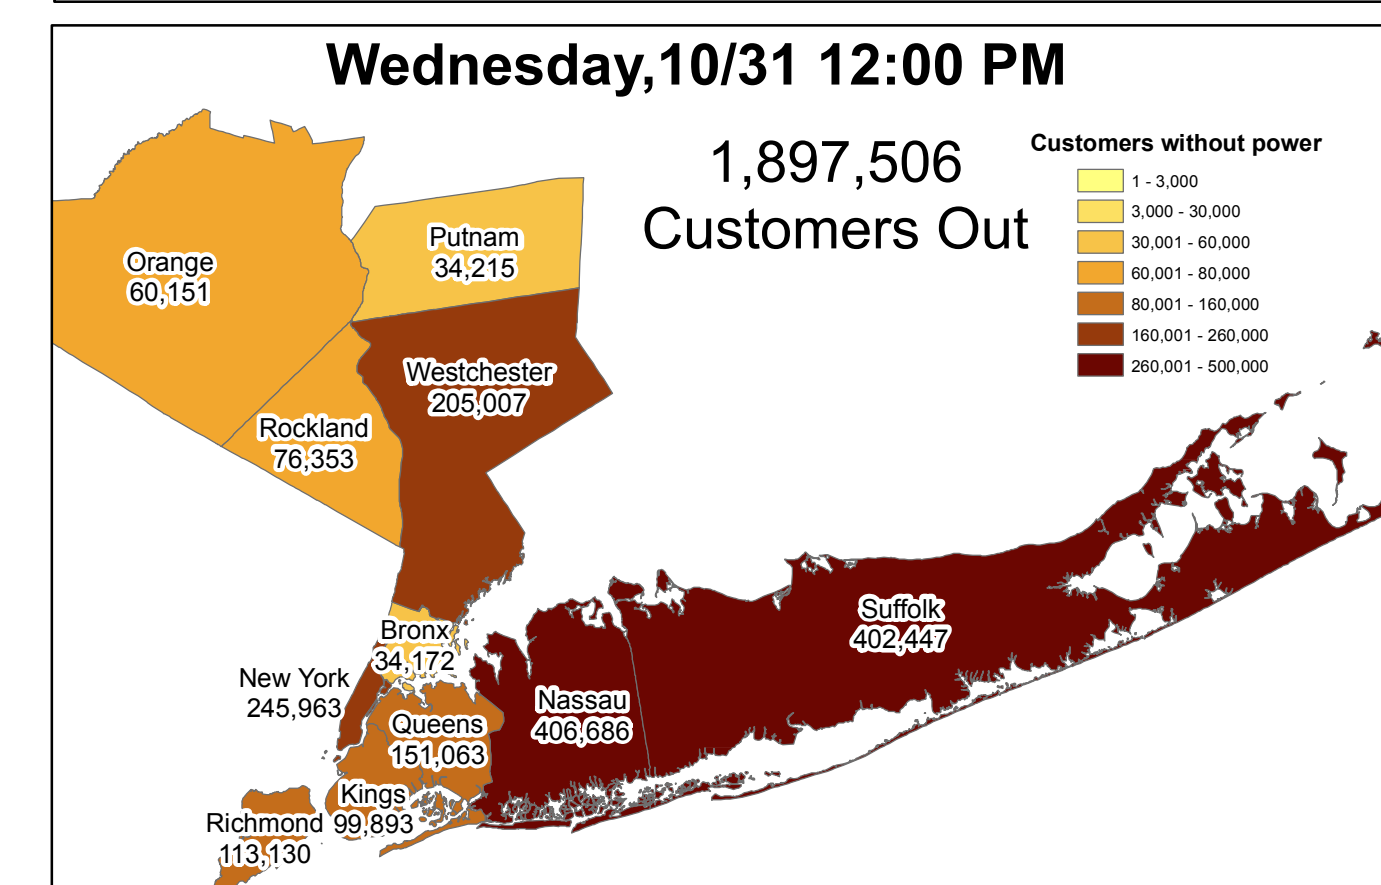 Wednesday,10/31 12:00 PM
1,897,506
Customers Out
Customers without power
1 - 3,000
3,000 - 30,000
30,001 - 60,000
60,001 - 80,000
80,001 - 160,000
160,001 - 260,000
260,001 - 500,000
Putnam
34,215
Orange
60,151
Westchester
205,007
Rockland
76,353
Suffolk
402,447
Bronx
34,172
New York
245,963
Nassau
406,686
Queens
151,063
Kings
99,893
Richmond
113,130